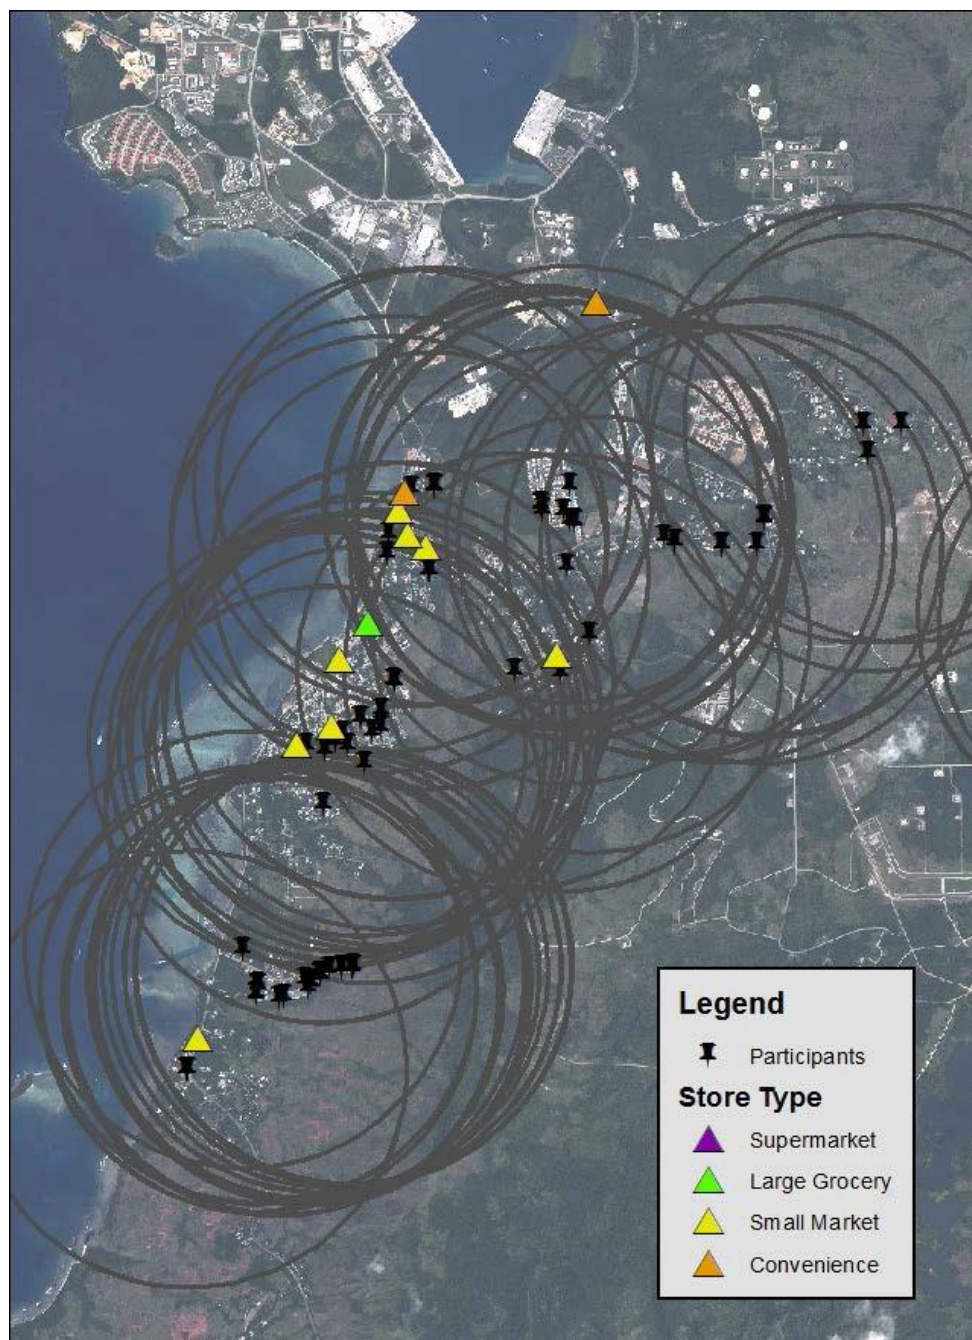 Legend
Participants
Store Type
Supermarket
Large Grocery
Small Market
Convenience